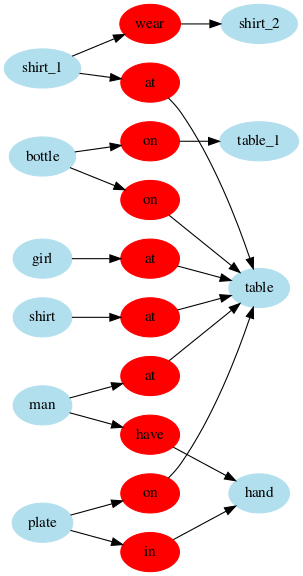 wear
shirt_2
shirt_1
at
on
table_1
bottle
on
girl
at
table
shirt
at
at
man
have
on
hand
plate
in